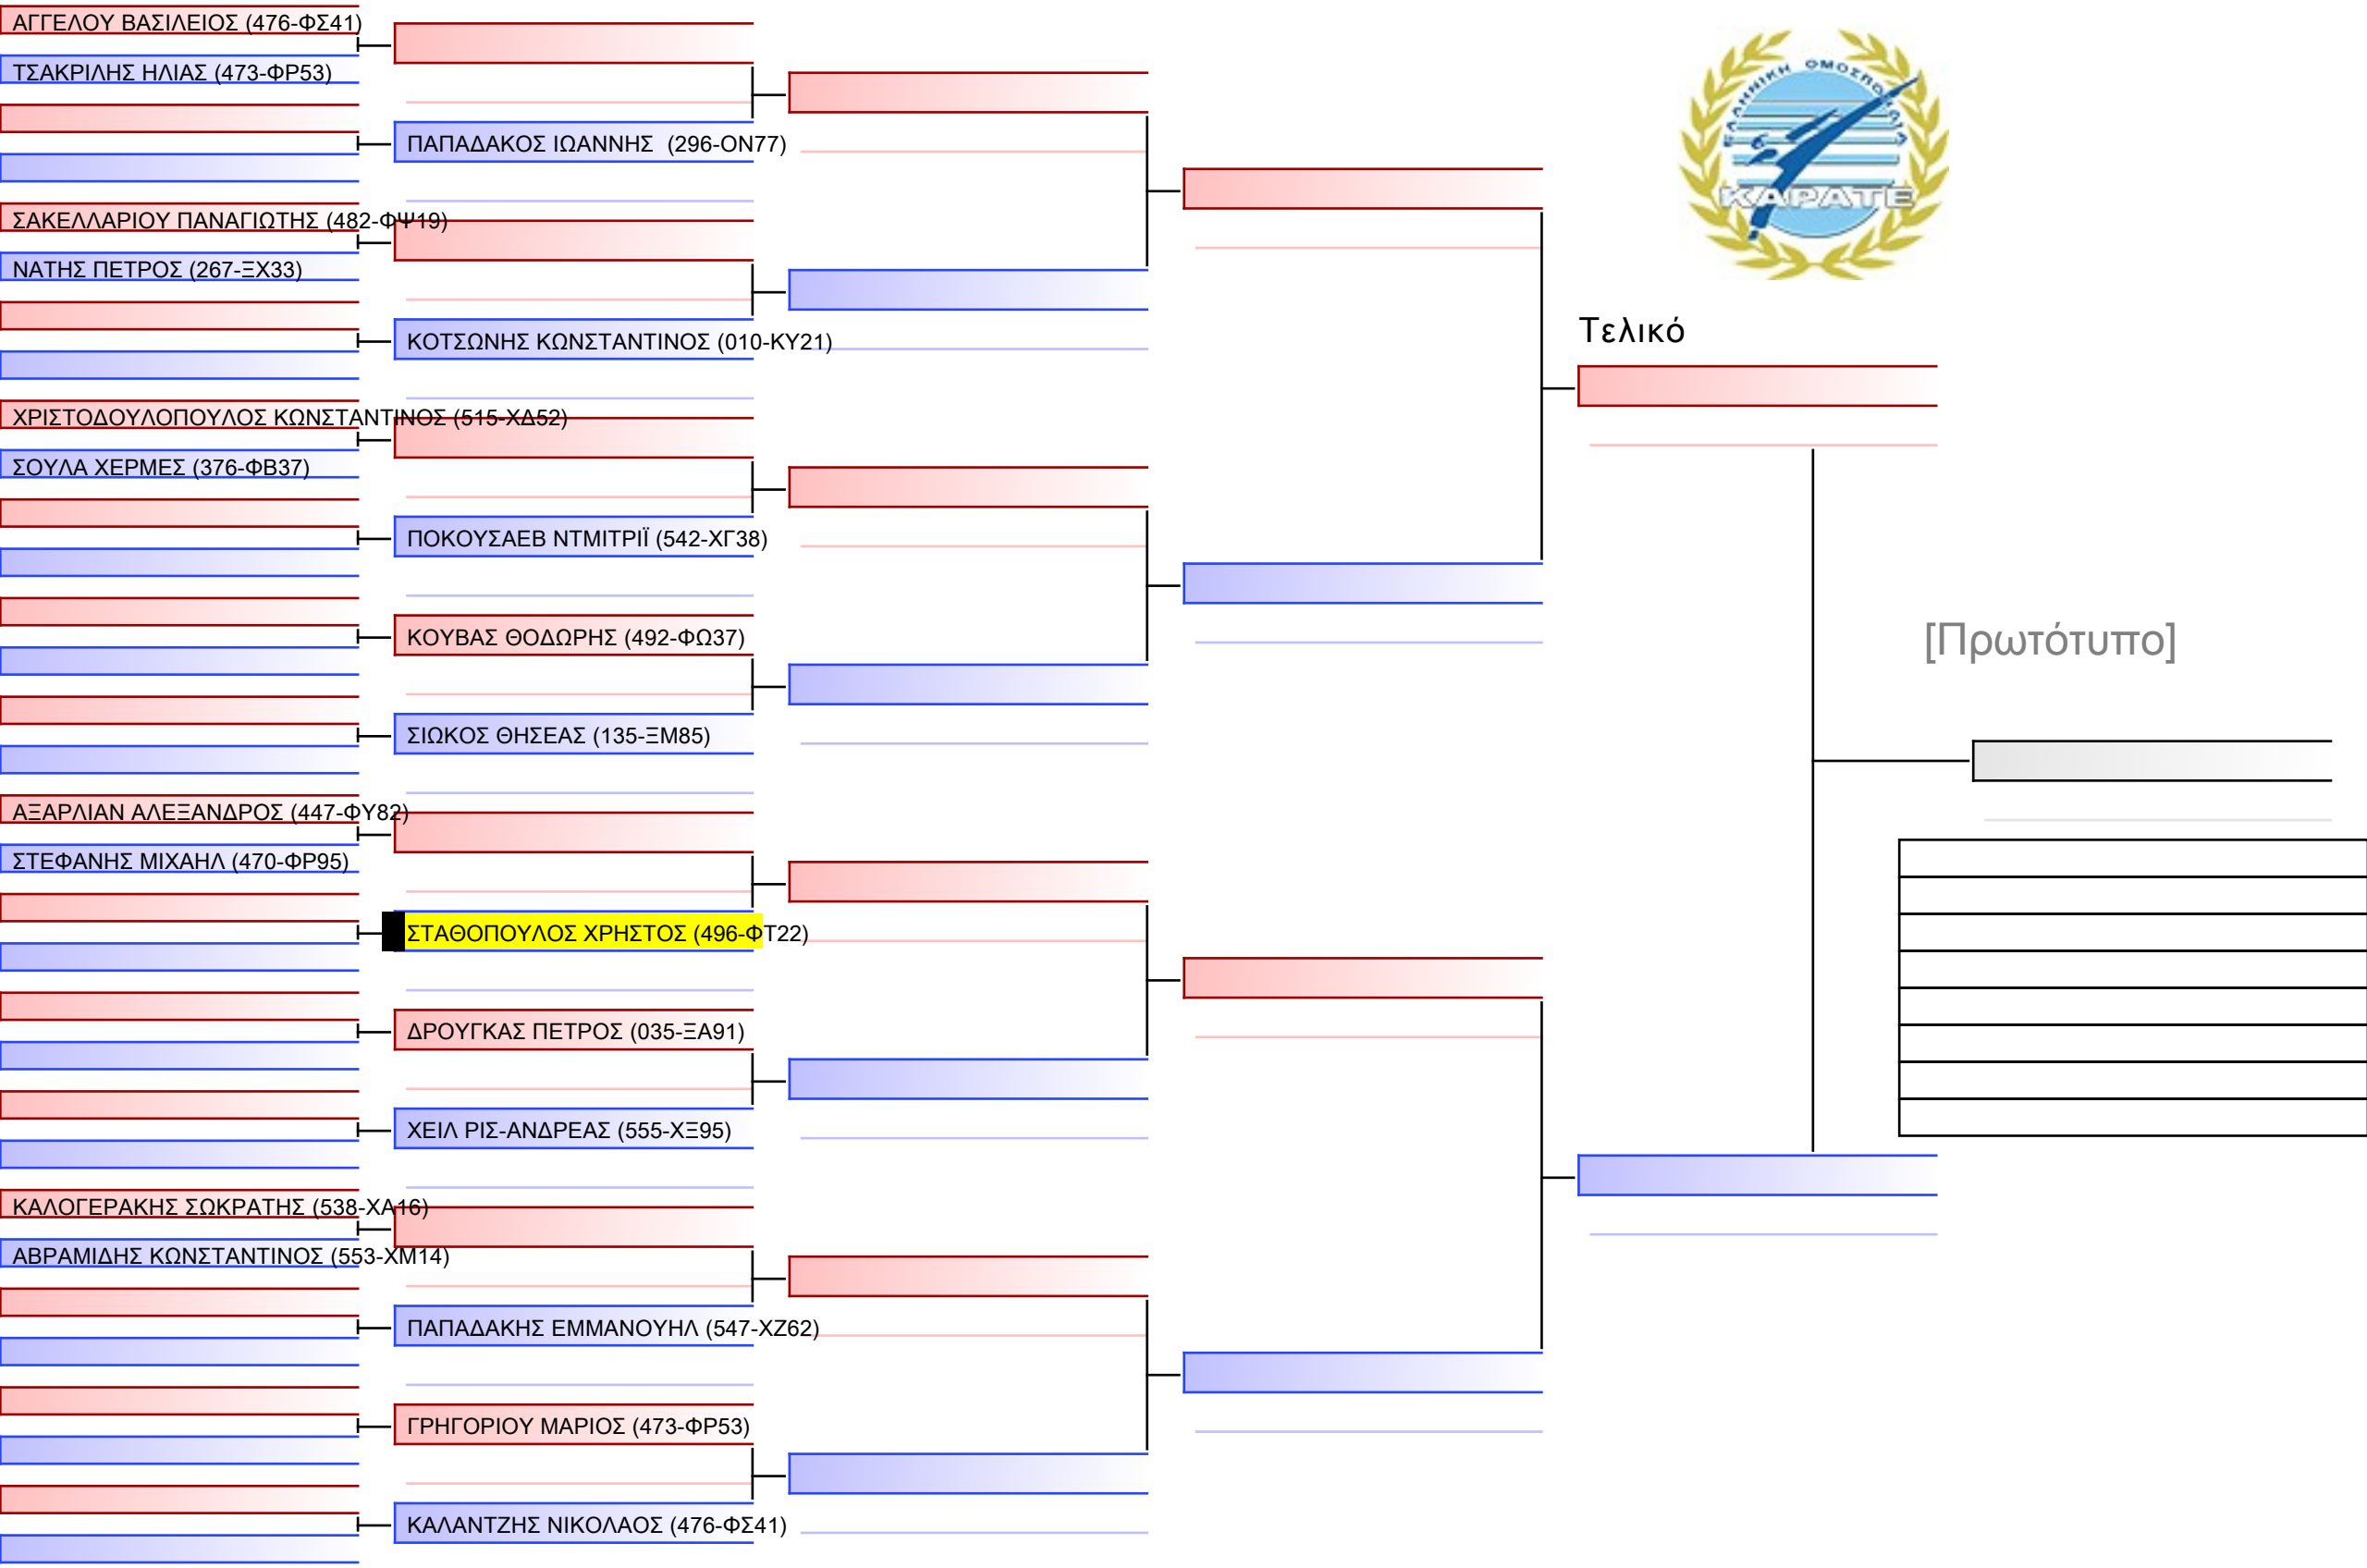 ΑΓΓΕΛΟΥ ΒΑΣΙΛΕΙΟΣ (476-ΦΣ41)
ΤΣΑΚΡΙΛΗΣ ΗΛΙΑΣ (473-ΦΡ53)
ΠΑΠΑΔΑΚΟΣ ΙΩΑΝΝΗΣ (296-ΟΝ77)
ΣΑΚΕΛΛΑΡΙΟΥ ΠΑΝΑΓΙΩΤΗΣ (482-ΦΨ19)
ΝΑΤΗΣ ΠΕΤΡΟΣ (267-ΞΧ33)
ΚΟΤΣΩΝΗΣ ΚΩΝΣΤΑΝΤΙΝΟΣ (010-ΚΥ21)
ΧΡΙΣΤΟΔΟΥΛΟΠΟΥΛΟΣ ΚΩΝΣΤΑΝΤΙΝΟΣ (515-ΧΔ52)
ΣΟΥΛΑ ΧΕΡΜΕΣ (376-ΦΒ37)
ΠΟΚΟΥΣΑΕΒ ΝΤΜΙΤΡΙΪ (542-ΧΓ38)
ΚΟΥΒΑΣ ΘΟΔΩΡΗΣ (492-ΦΩ37)
ΣΙΩΚΟΣ ΘΗΣΕΑΣ (135-ΞΜ85)
ΑΞΑΡΛΙΑΝ ΑΛΕΞΑΝΔΡΟΣ (447-ΦΥ82)
ΣΤΕΦΑΝΗΣ ΜΙΧΑΗΛ (470-ΦΡ95)
ΣΤΑΘΟΠΟΥΛΟΣ ΧΡΗΣΤΟΣ (496-ΦΤ22)
ΔΡΟΥΓΚΑΣ ΠΕΤΡΟΣ (035-ΞΑ91)
ΧΕΙΛ ΡΙΣ-ΑΝΔΡΕΑΣ (555-ΧΞ95)
ΚΑΛΟΓΕΡΑΚΗΣ ΣΩΚΡΑΤΗΣ (538-ΧΑ16)
ΑΒΡΑΜΙΔΗΣ ΚΩΝΣΤΑΝΤΙΝΟΣ (553-ΧΜ14)
ΠΑΠΑΔΑΚΗΣ ΕΜΜΑΝΟΥΗΛ (547-ΧΖ62)
ΓΡΗΓΟΡΙΟΥ ΜΑΡΙΟΣ (473-ΦΡ53)
ΚΑΛΑΝΤΖΗΣ ΝΙΚΟΛΑΟΣ (476-ΦΣ41)
ΕΛΛΗΝΙΚΗ ΟΜΟΣΠΟΝΔΙΑ
ΚΑΡΑΤΕ
Τελικό
[Πρωτότυπο]